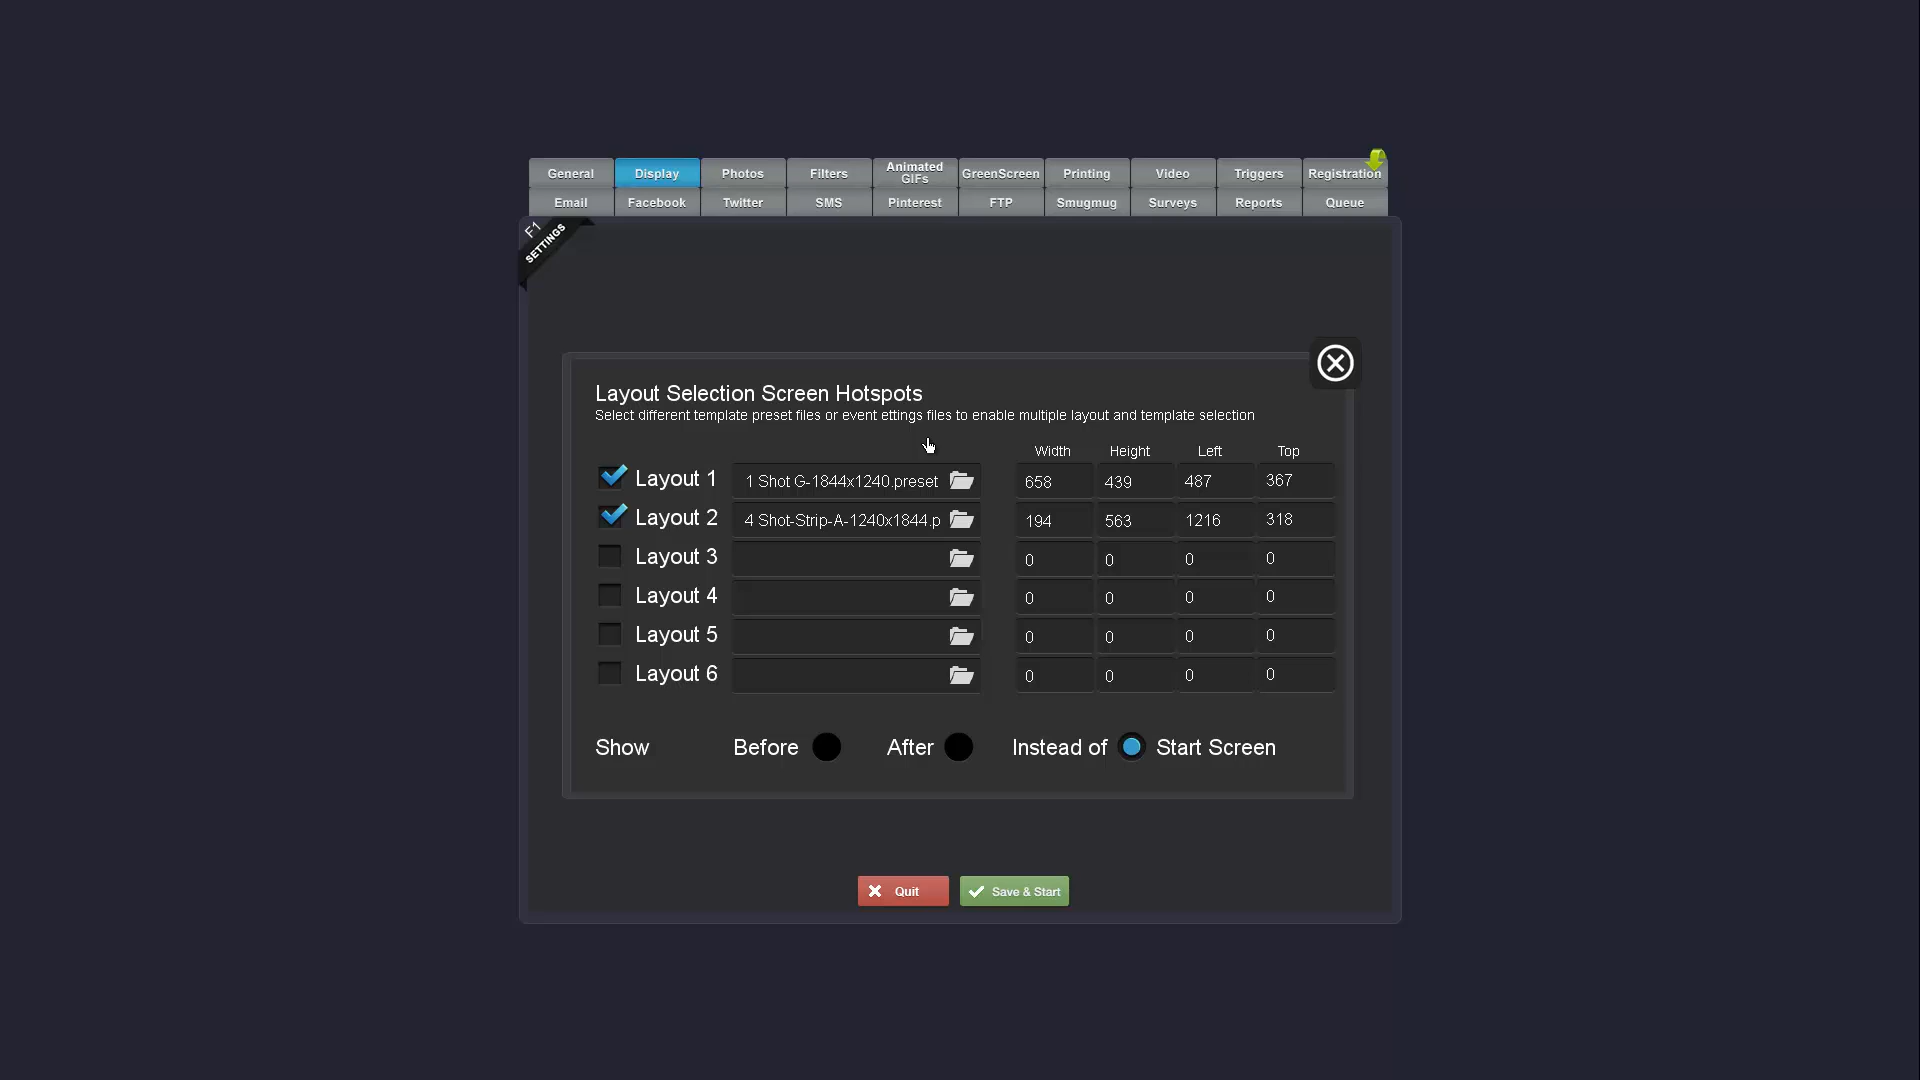 General Display Photos Filters Animated GIFs GreenScreen Printing Video Triggers Registration
Email Facebook Twitter SMS Pinterest FTP Smugmug Surveys Reports Queue
F1
SETTINGS
Layout Selection Screen Hotspots
Select different template preset files or event ettings files to enable multiple layout and template selection
Width Height Left Top
Layout 1 1 Shot G-1844x1240.preset 658 439 487 367
Layout 2 4 Shot-Strip-A-1240x1844.p 194 563 1216 318
Layout 3 0 0 0 0
Layout 4 0 0 0 0
Layout 5 0 0 0 0
Layout 6 0 0 0 0
Show Before After Instead of Start Screen
Quit Save & Start